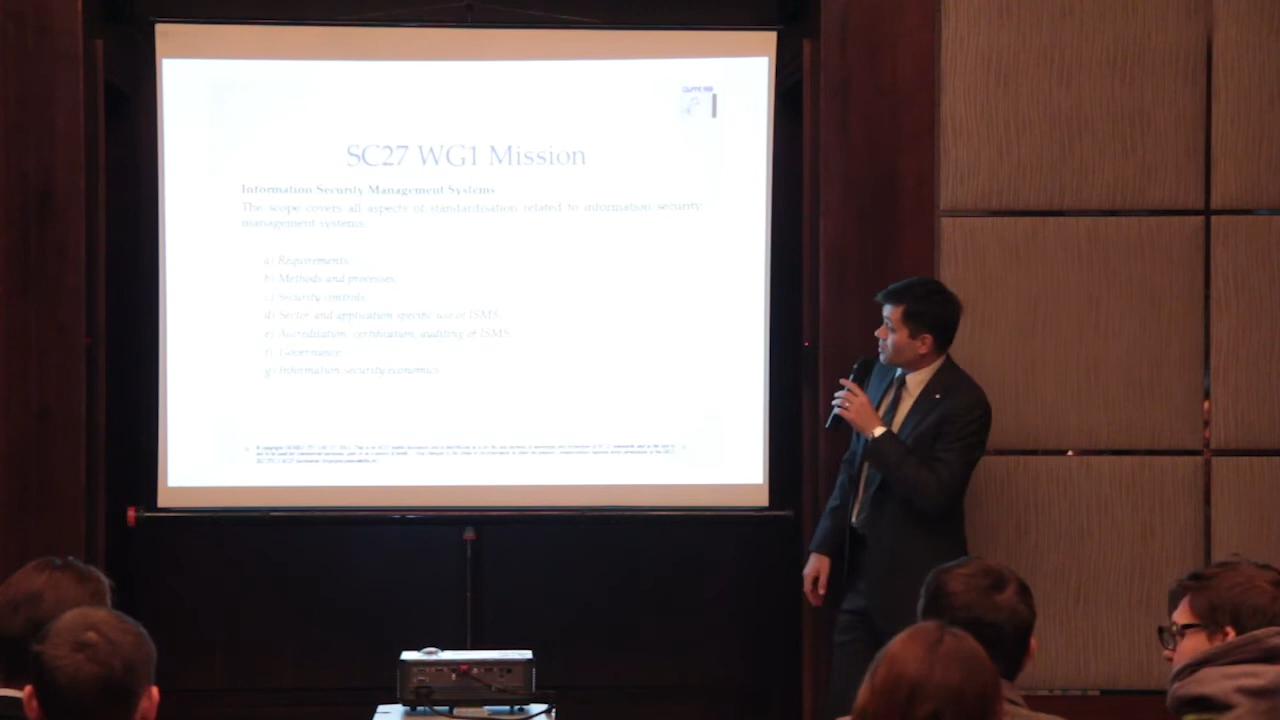 SC27 WG1 Mission
Information Security Management Systems
The scope covers all aspects of standardisation related to information security
management systems:
a) Requirements;
b) Methods and processes;
c) Security controls;
d) Sector and application specific use of ISMS;
e) Accreditation, certification, auditing of ISMS;
f) Governance;
g) Information security economics